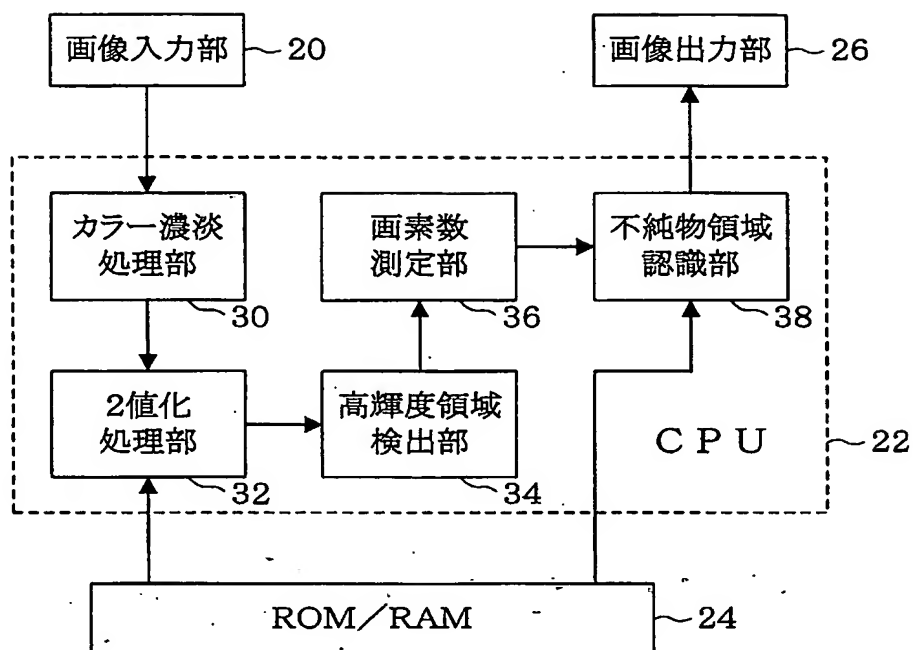 画像入力部
20
画像出力部
26
カラー濃淡
処理部
30
画素数
測定部
36
不純物領域
認識部
38
2値化
処理部
32
高輝度領域
検出部
34
CPU
22
ROM/RAM
24